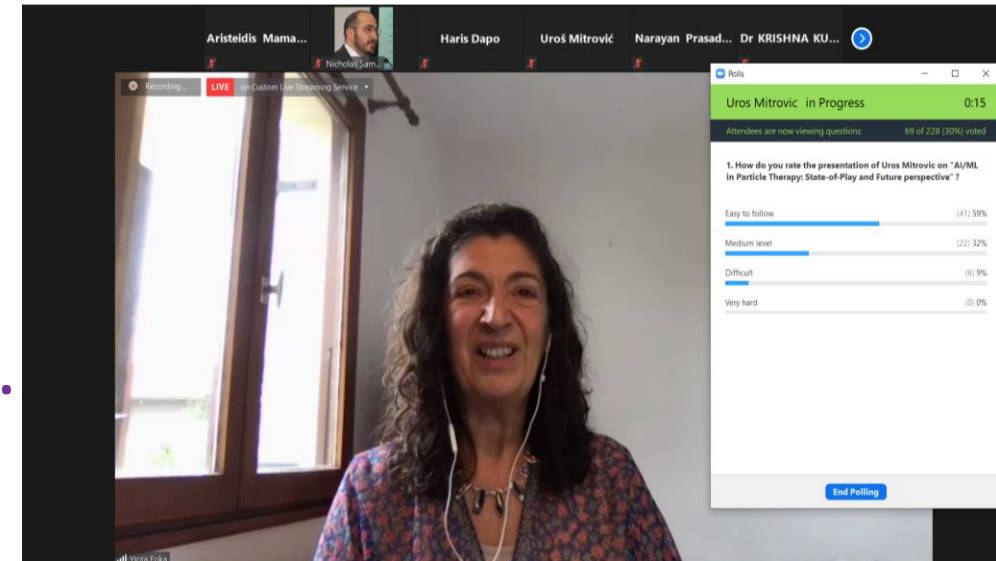 Aristeidis Mama...
Nicholas Sam...
Haris Dapo
Uroš Mitrović
Narayan Prasad...
Dr KRISHNA KU...
Recording...
LIVE on Custom Live Streaming Service
Polls
Uros Mitrovic in Progress 0:15
Attendees are now viewing questions 69 of 228 (30%) voted
1. How do you rate the presentation of Uros Mitrovic on "AI/ML
in Particle Therapy: State-of-Play and Future perspective" ?
Easy to follow (41) 59%
Medium level (22) 32%
Difficult (6) 9%
Very hard (0) 0%
End Polling
Yiota Foka